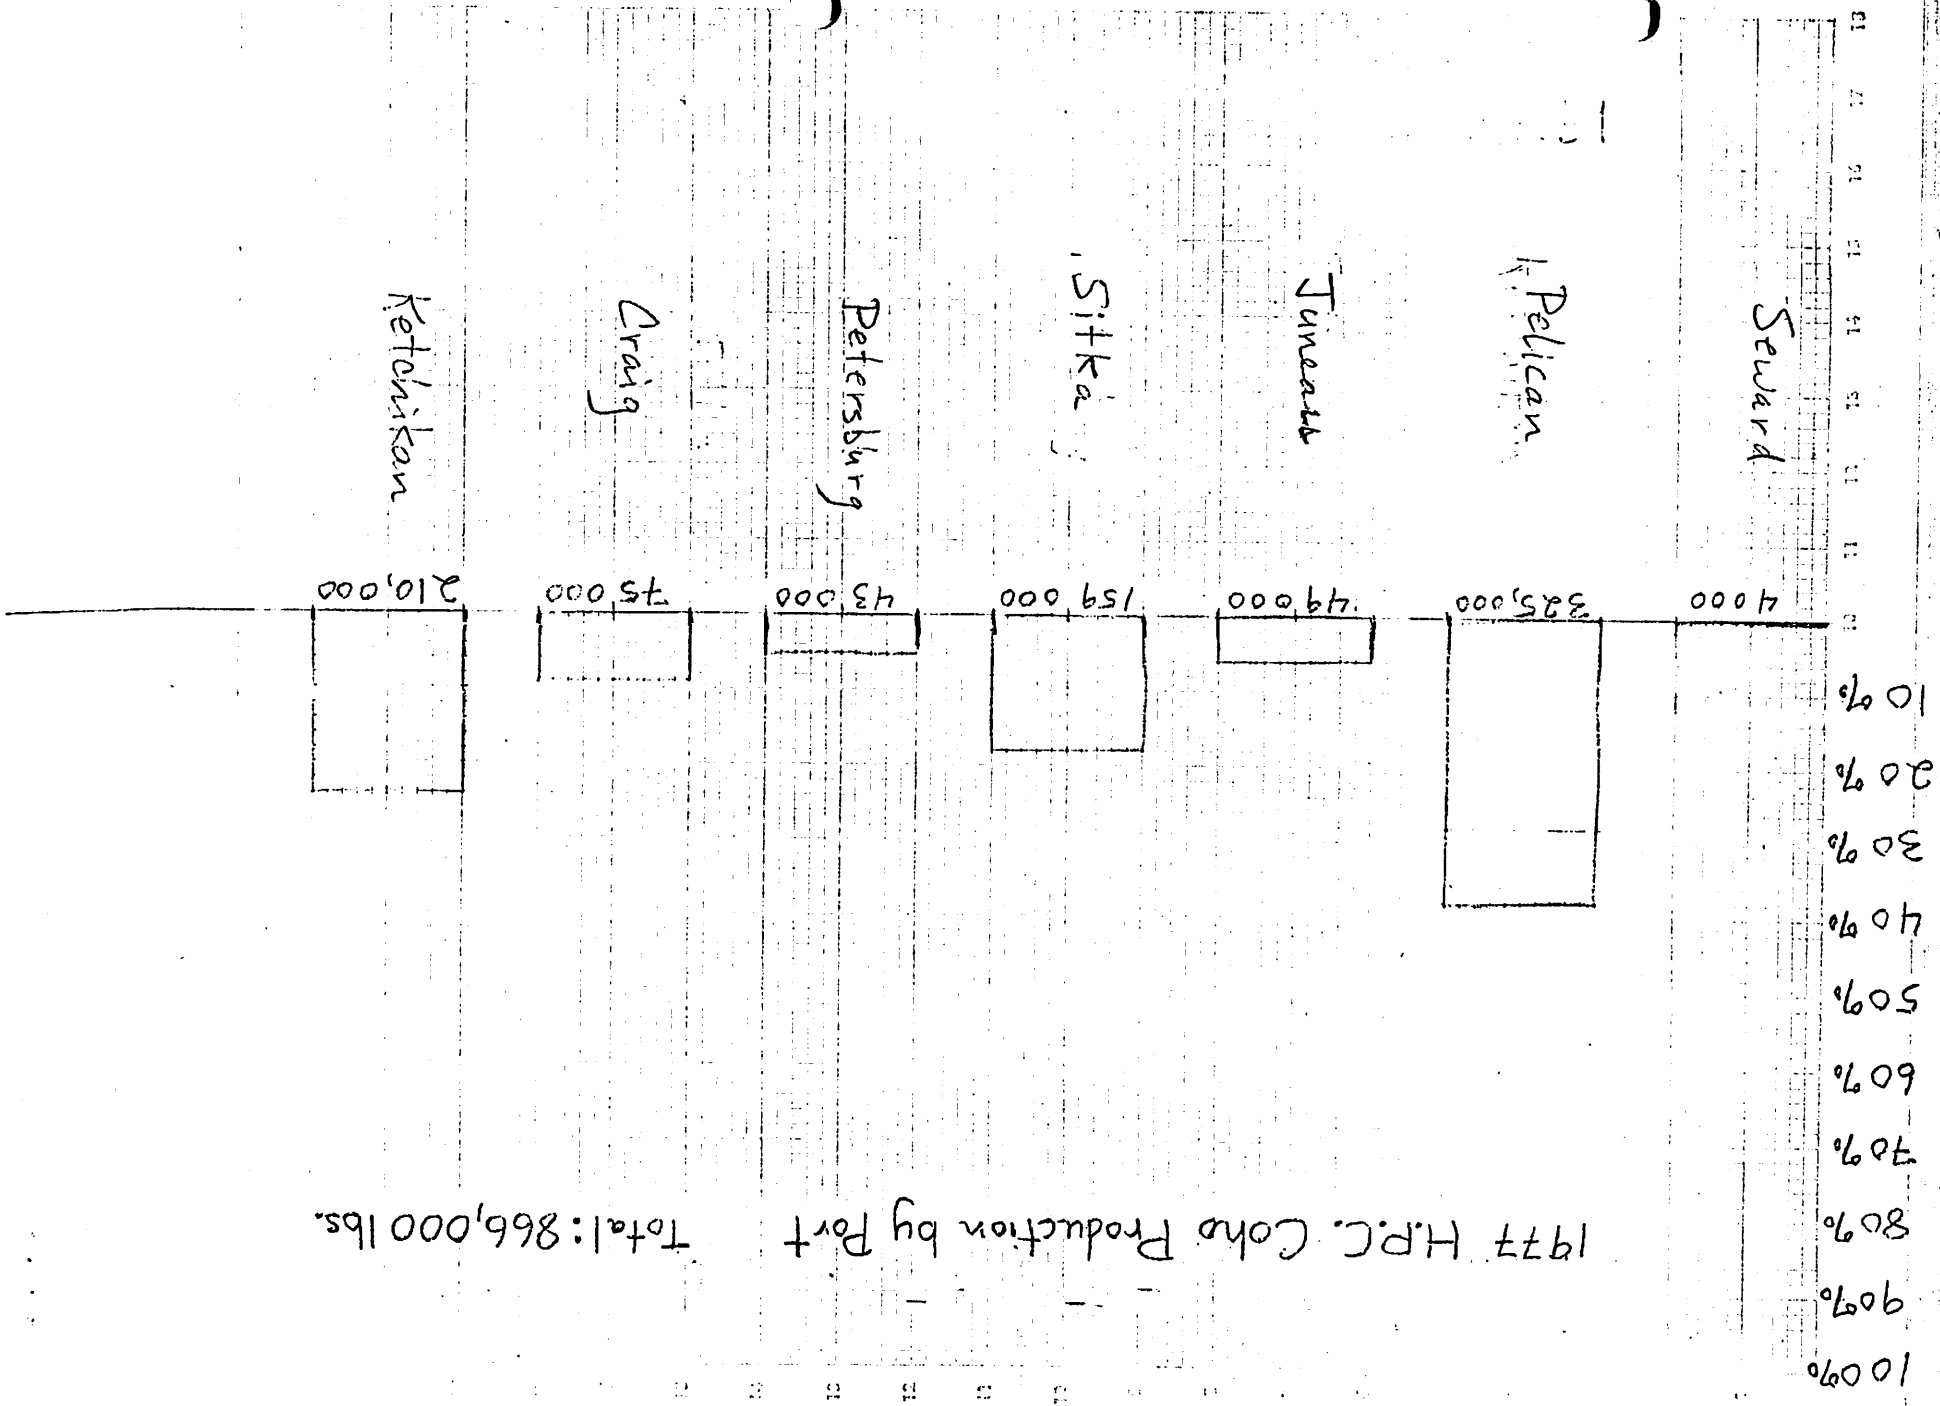 100%
90%
1977 H.P.C. Coho Production by Port Total: 866,000 lbs.
80%
70%
60%
50%
40%
30%
20%
10%
4000 325,000 49 000 159 000 43 000 75 000 210,000
Seward
Pelican
Juneau
Sitka
Petersburg
Craig
Ketchikan